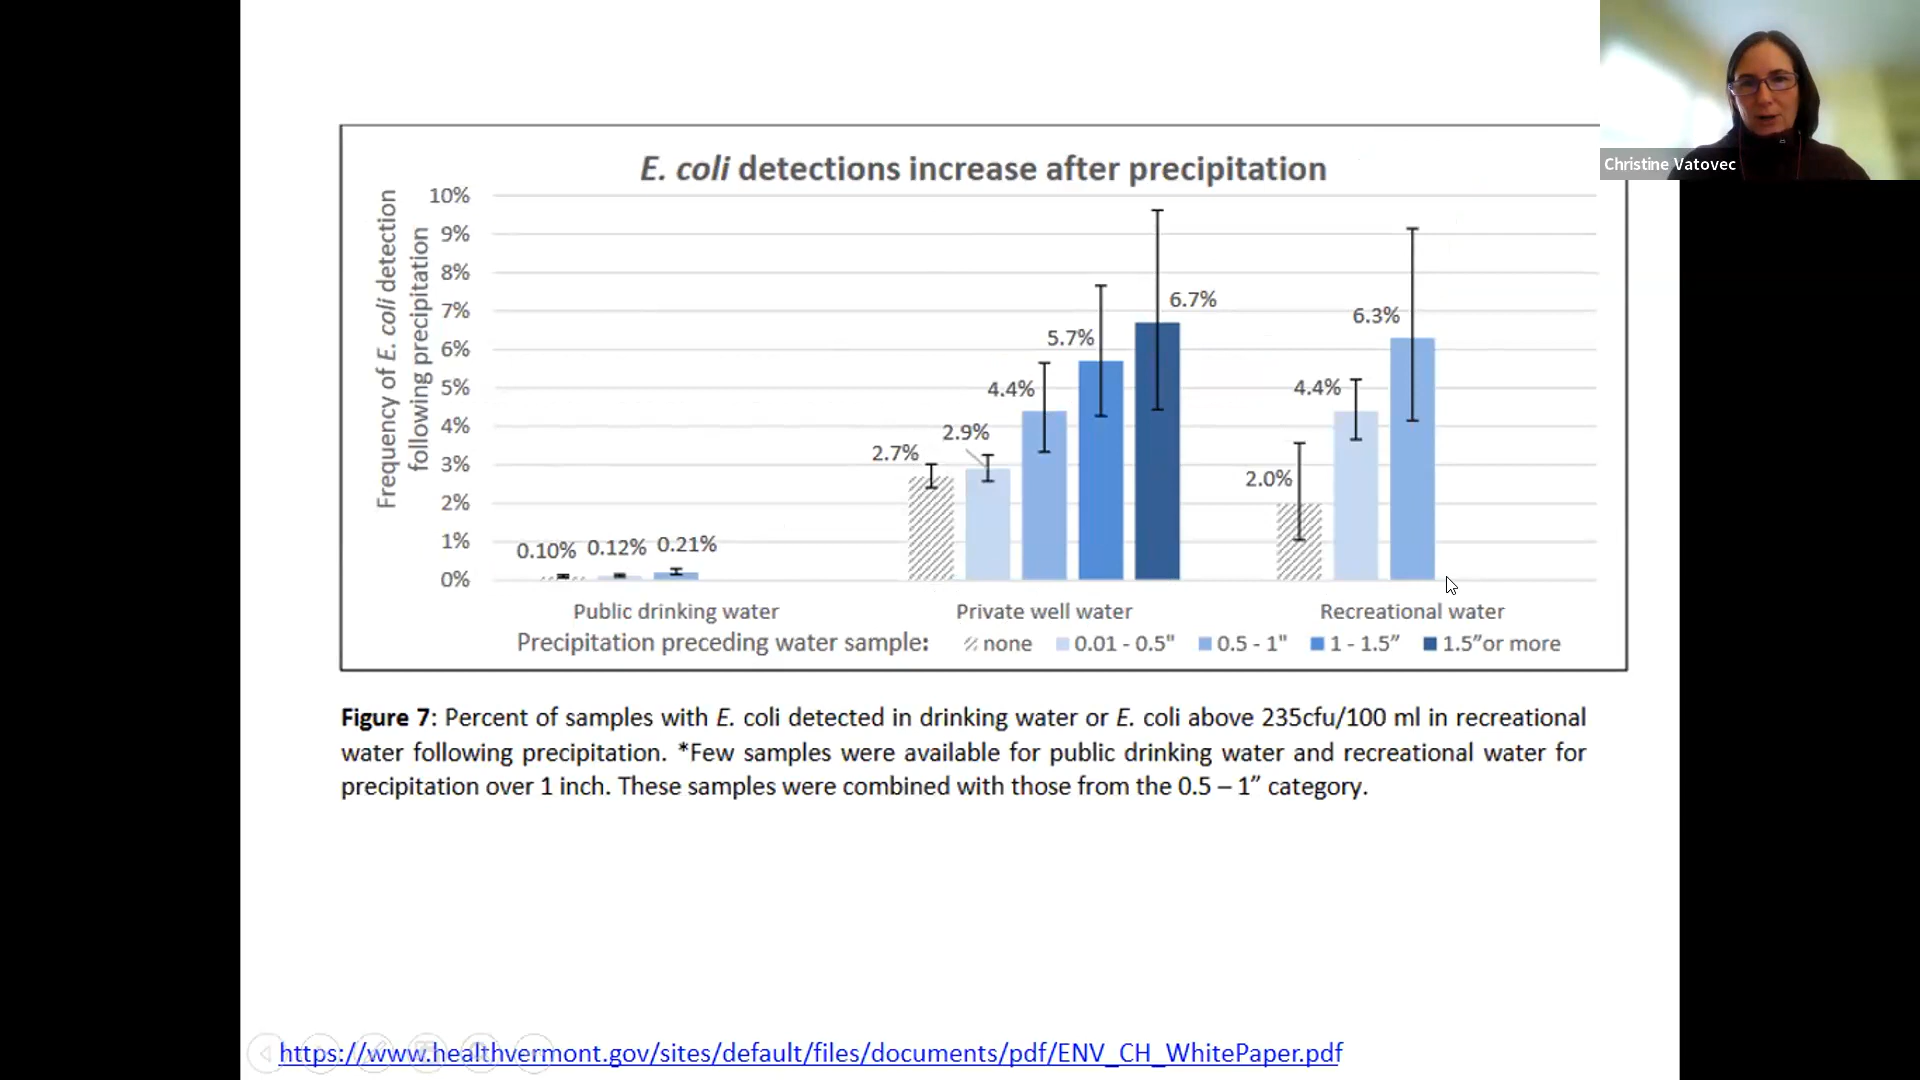 Christine Vatovec
E. coli detections increase after precipitation
Frequency of E. coli detection
following precipitation
10%
9%
8%
7%
6%
5%
4%
3%
2%
1%
0%
0.10% 0.12% 0.21%
2.7%
2.9%
4.4%
5.7%
6.7%
2.0%
4.4%
6.3%
Public drinking water
Private well water
Recreational water
Precipitation preceding water sample: none 0.01 - 0.5" 0.5 - 1" 1 - 1.5” 1.5”or more
Figure 7: Percent of samples with E. coli detected in drinking water or E. coli above 235cfu/100 ml in recreational
water following precipitation. *Few samples were available for public drinking water and recreational water for
precipitation over 1 inch. These samples were combined with those from the 0.5 – 1” category.
https://www.healthvermont.gov/sites/default/files/documents/pdf/ENV_CH_WhitePaper.pdf